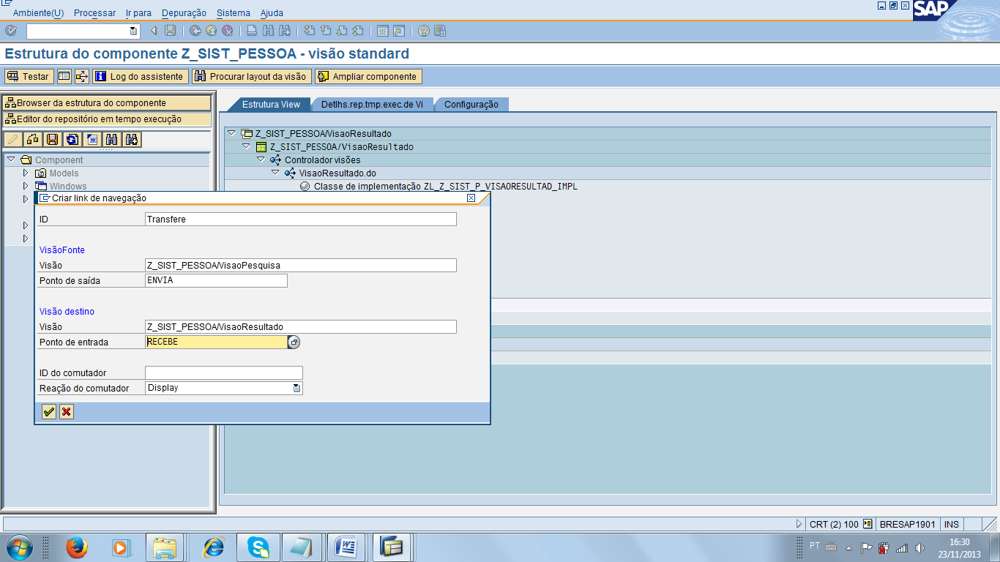 Ambiente(U) Processar Ir para Depuração Sistema Ajuda
SAP
Estrutura do componente Z_SIST_PESSOA - visão standard
Testar Log do assistente Procurar layout da visão Ampliar componente
Browser da estrutura do componente
Editor do repositório em tempo execução
Component
Models
Windows
Estrutura View Detlhs.rep.tmp.exec.de Vi Configuração
Z_SIST_PESSOA/VisaoResultado
Z_SIST_PESSOA/VisaoResultado
Controlador visões
VisaoResultado.do
Classe de implementação ZL_Z_SIST_P_VISAORESULTAD_IMPL
Criar link de navegação
ID Transfere
VisãoFonte
Visão Z_SIST_PESSOA/VisaoPesquisa
Ponto de saída ENVIA
Visão destino
Visão Z_SIST_PESSOA/VisaoResultado
Ponto de entrada RECEBE
ID do comutador
Reação do comutador Display
CRT (2) 100 BRESAP1901 INS
PT 16:30
23/11/2013